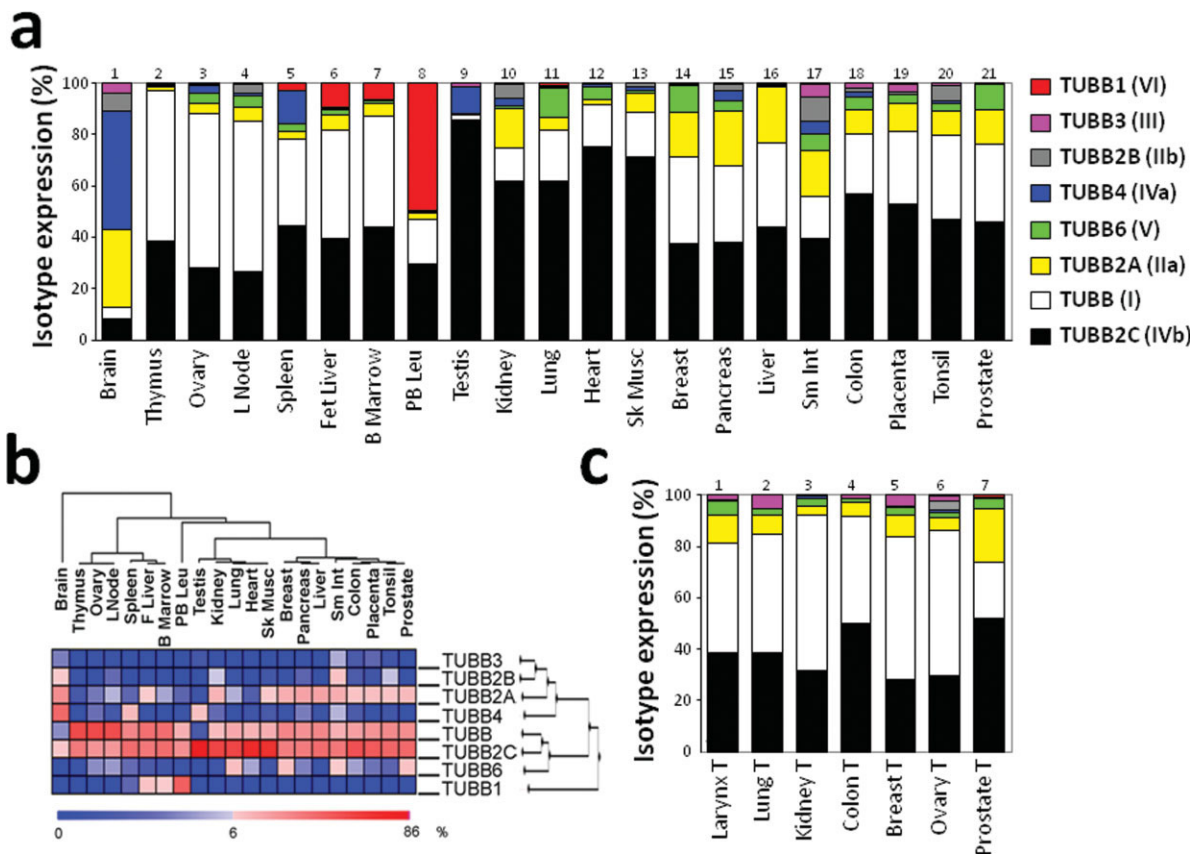 a
Isotype expression (%)
100
80
60
40
20
0
1 2 3 4 5 6 7 8 9 10 11 12 13 14 15 16 17 18 19 20 21
Brain
Thymus
Ovary
L Node
Spleen
Fet Liver
B Marrow
PB Leu
Testis
Kidney
Lung
Heart
Sk Musc
Breast
Pancreas
Liver
Sm Int
Colon
Placenta
Tonsil
Prostate
TUBB1 (VI)
TUBB3 (III)
TUBB2B (IIb)
TUBB4 (IVa)
TUBB6 (V)
TUBB2A (IIa)
TUBB (I)
TUBB2C (IVb)
b
Brain
Thymus
Ovary
LNode
Spleen
F Liver
B Marrow
PB Leu
Testis
Kidney
Lung
Heart
Sk Musc
Breast
Pancreas
Liver
Sm Int
Colon
Placenta
Tonsil
Prostate
TUBB3
TUBB2B
TUBB2A
TUBB4
TUBB
TUBB2C
TUBB6
TUBB1
0 6 86 %
c
Isotype expression (%)
100
80
60
40
20
0
1 2 3 4 5 6 7
Larynx T
Lung T
Kidney T
Colon T
Breast T
Ovary T
Prostate T